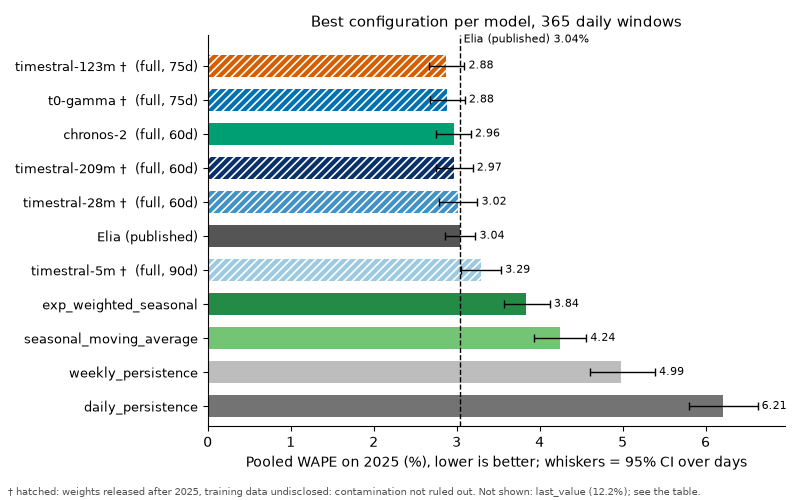 Best configuration per model, 365 daily windows
Elia (published) 3.04%
timestral-123m † (full, 75d) 2.88
t0-gamma † (full, 75d) 2.88
chronos-2 (full, 60d) 2.96
timestral-209m † (full, 60d) 2.97
timestral-28m † (full, 60d) 3.02
Elia (published) 3.04
timestral-5m † (full, 90d) 3.29
exp_weighted_seasonal 3.84
seasonal_moving_average 4.24
weekly_persistence 4.99
daily_persistence 6.21
0 1 2 3 4 5 6
Pooled WAPE on 2025 (%), lower is better; whiskers = 95% CI over days
† hatched: weights released after 2025, training data undisclosed: contamination not ruled out. Not shown: last_value (12.2%); see the table.